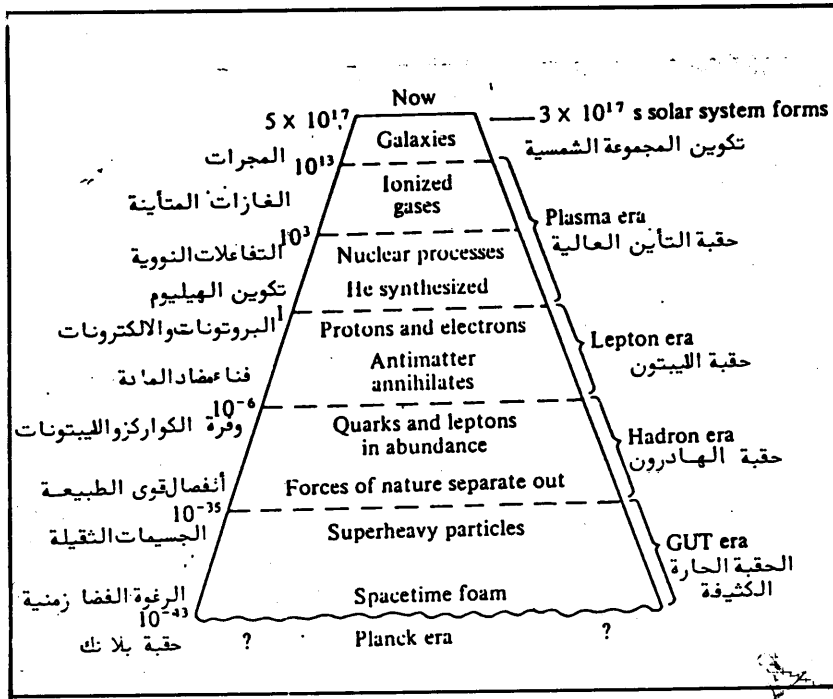 Now
5 X 10¹⁷
3 X 10¹⁷ s solar system forms
تكوين المجموعة الشمسية
Galaxies
المجرات
10¹³
Ionized
gases
الغازات المتأينة
Plasma era
حقبة التأين العالية
10³
Nuclear processes
التفاعلات النووية
He synthesized
تكوين الهيليوم
1
Protons and electrons
البروتونات والالكترونات
Lepton era
حقبة الليبتون
Antimatter
annihilates
فناء مضاد المادة
10⁻⁶
Quarks and leptons
in abundance
وفرة الكواركز والليبتونات
Hadron era
حقبة الهادرون
Forces of nature separate out
أنفصال قوى الطبيعة
10⁻³⁵
Superheavy particles
الجسيمات الثقيلة
GUT era
الحقبة الحارة
الكثيفة
Spacetime foam
الرغوة الفضا زمنية
10⁻⁴³
? Planck era ?
حقبة بلانك